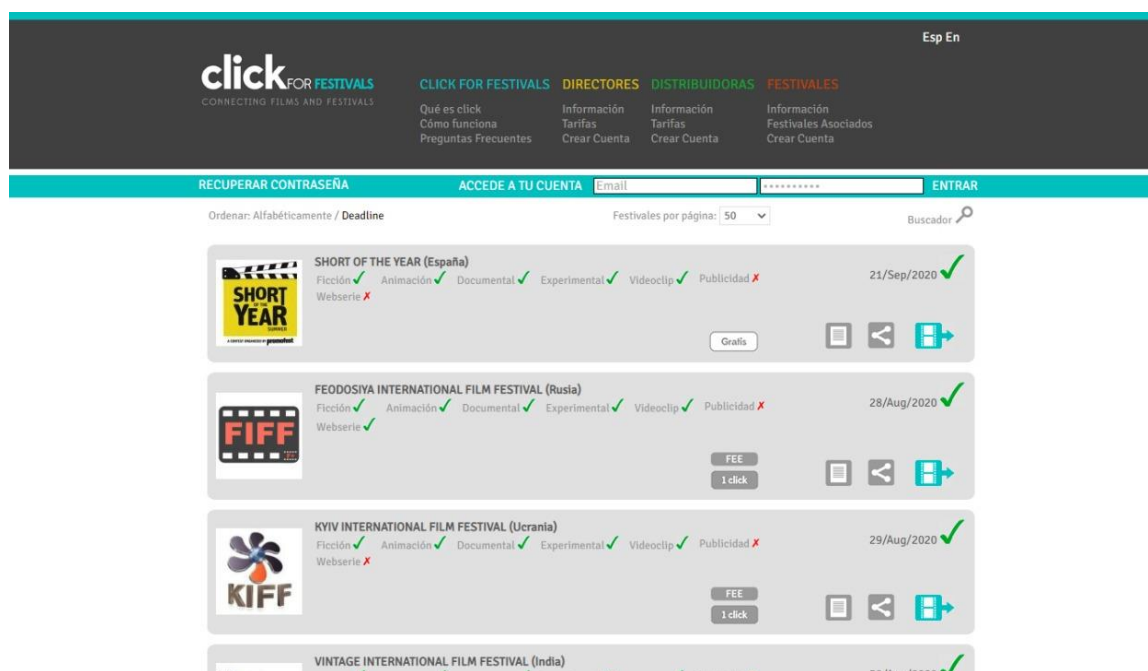 Esp En
click FOR FESTIVALS
CONNECTING FILMS AND FESTIVALS
CLICK FOR FESTIVALS DIRECTORES DISTRIBUIDORAS FESTIVALES
Qué es click Información Información Información
Cómo funciona Tarifas Tarifas Festivales Asociados
Preguntas Frecuentes Crear Cuenta Crear Cuenta Crear Cuenta
RECUPERAR CONTRASEÑA ACCEDE A TU CUENTA Email ENTRAR
Ordenar: Alfabéticamente / Deadline Festivales por página: 50 Buscador
SHORT OF THE YEAR (España)
Ficción Animación Documental Experimental Videoclip Publicidad 21/Sep/2020
Webserie
SHORT
OF THE
YEAR
SUMMER
A CONTEST ORGANIZED BY promofest
Gratis
FEODOSIYA INTERNATIONAL FILM FESTIVAL (Rusia)
Ficción Animación Documental Experimental Videoclip Publicidad 28/Aug/2020
Webserie
FIFF
FEE
1 click
KYIV INTERNATIONAL FILM FESTIVAL (Ucrania)
Ficción Animación Documental Experimental Videoclip Publicidad 29/Aug/2020
Webserie
KIFF
FEE
1 click
VINTAGE INTERNATIONAL FILM FESTIVAL (India)